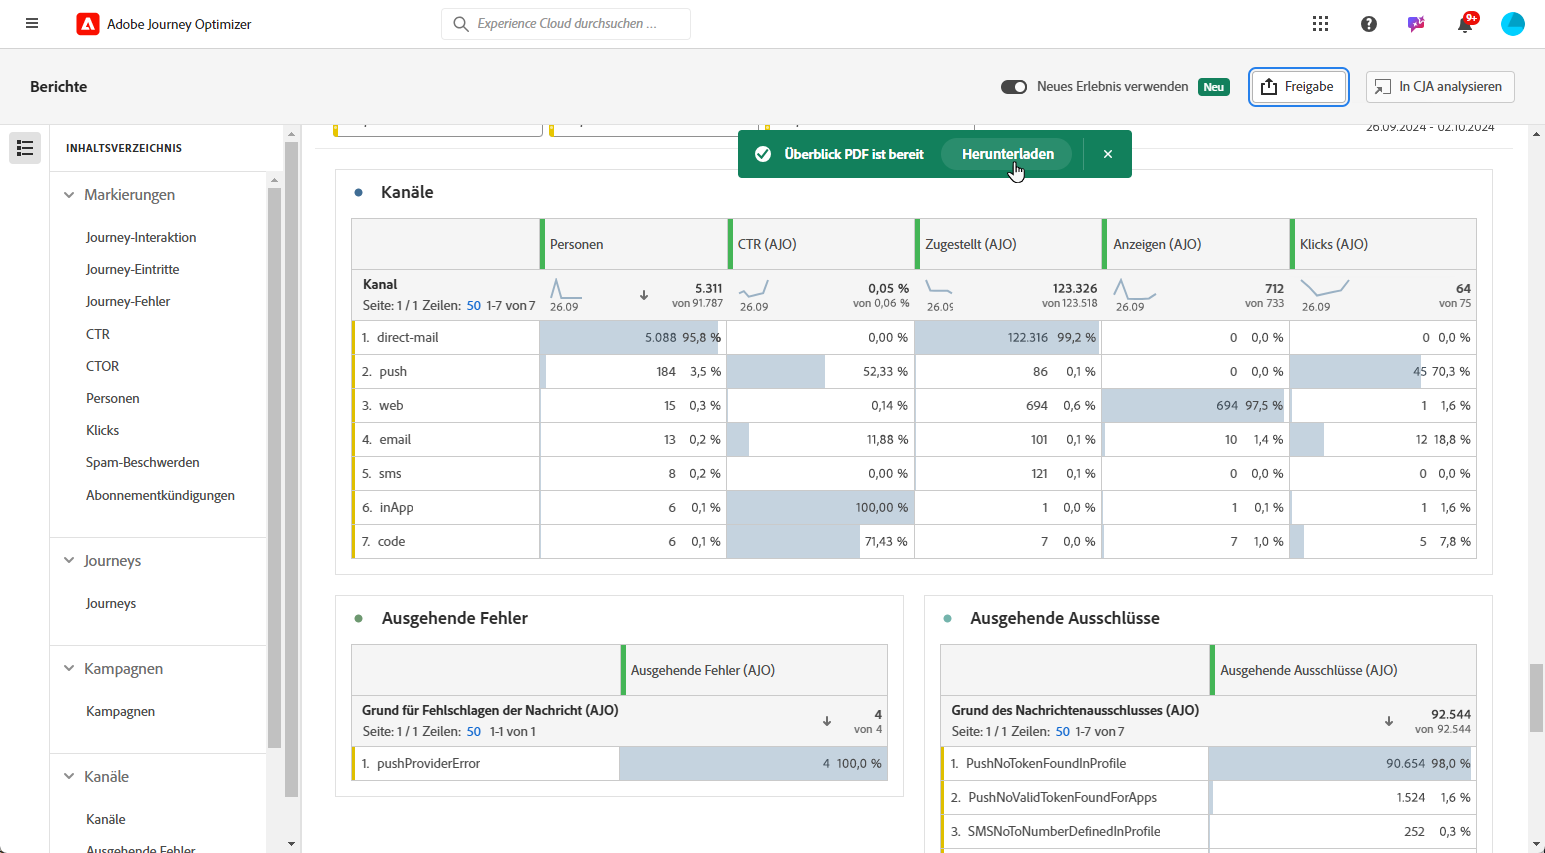 Adobe Journey Optimizer
Experience Cloud durchsuchen ...
9+
Berichte
Neues Erlebnis verwenden Neu
Freigabe
In CJA analysieren
INHALTSVERZEICHNIS
Markierungen
Journey-Interaktion
Journey-Eintritte
Journey-Fehler
CTR
CTOR
Personen
Klicks
Spam-Beschwerden
Abonnementkündigungen
Journeys
Journeys
Kampagnen
Kampagnen
Kanäle
Kanäle
Ausgehende Fehler
26.09.2024 - 02.10.2024
Überblick PDF ist bereit Herunterladen
Kanäle
Personen CTR (AJO) Zugestellt (AJO) Anzeigen (AJO) Klicks (AJO)
Kanal 5.311 0,05 % 123.326 712 64
Seite: 1 / 1 Zeilen: 50 1-7 von 7 26.09 von 91.787 26.09 von 0,06 % 26.09 von 123.518 26.09 von 733 26.09 von 75
1. direct-mail 5.088 95,8 % 0,00 % 122.316 99,2 % 0 0,0 % 0 0,0 %
2. push 184 3,5 % 52,33 % 86 0,1 % 0 0,0 % 45 70,3 %
3. web 15 0,3 % 0,14 % 694 0,6 % 694 97,5 % 1 1,6 %
4. email 13 0,2 % 11,88 % 101 0,1 % 10 1,4 % 12 18,8 %
5. sms 8 0,2 % 0,00 % 121 0,1 % 0 0,0 % 0 0,0 %
6. inApp 6 0,1 % 100,00 % 1 0,0 % 1 0,1 % 1 1,6 %
7. code 6 0,1 % 71,43 % 7 0,0 % 7 1,0 % 5 7,8 %
Ausgehende Fehler
Ausgehende Fehler (AJO)
Grund für Fehlschlagen der Nachricht (AJO) 4
Seite: 1 / 1 Zeilen: 50 1-1 von 1 von 4
1. pushProviderError 4 100,0 %
Ausgehende Ausschlüsse
Ausgehende Ausschlüsse (AJO)
Grund des Nachrichtenausschlusses (AJO) 92.544
Seite: 1 / 1 Zeilen: 50 1-7 von 7 von 92.544
1. PushNoTokenFoundInProfile 90.654 98,0 %
2. PushNoValidTokenFoundForApps 1.524 1,6 %
3. SMSNoToNumberDefinedInProfile 252 0,3 %